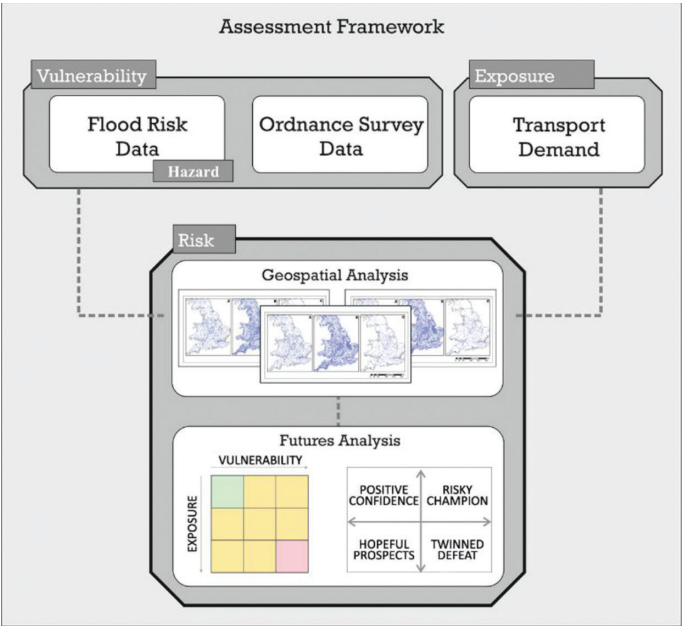 Assessment Framework
Vulnerability
Exposure
Flood Risk
Data
Hazard
Ordnance Survey
Data
Transport
Demand
Risk
Geospatial Analysis
Futures Analysis
VULNERABILITY
EXPOSURE
POSITIVE
CONFIDENCE
RISKY
CHAMPION
HOPEFUL
PROSPECTS
TWINNED
DEFEAT